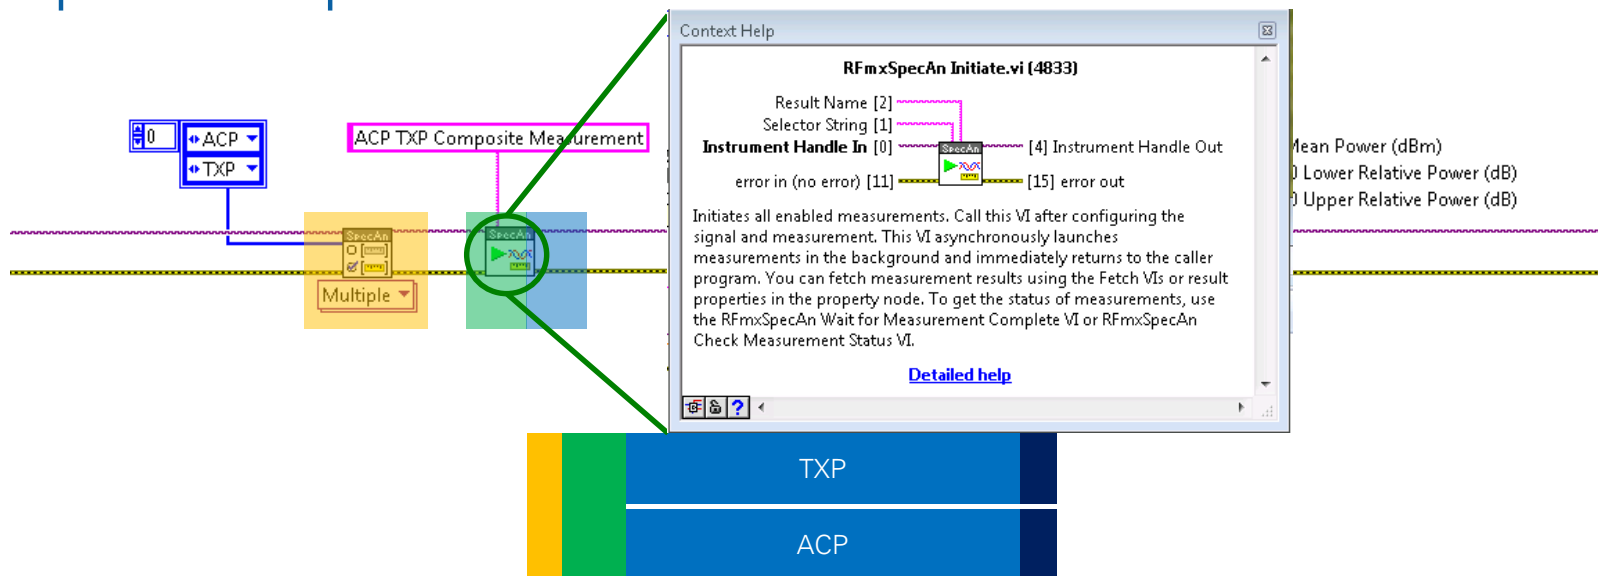 Context Help
RFmxSpecAn Initiate.vi (4833)
Result Name [2]
Selector String [1]
Instrument Handle In [0]
SpecAn
[4] Instrument Handle Out
error in (no error) [11]
[15] error out
Initiates all enabled measurements. Call this VI after configuring the
signal and measurement. This VI asynchronously launches
measurements in the background and immediately returns to the caller
program. You can fetch measurement results using the Fetch VIs or result
properties in the property node. To get the status of measurements, use
the RFmxSpecAn Wait for Measurement Complete VI or RFmxSpecAn
Check Measurement Status VI.
Detailed help
?
0
ACP
TXP
ACP TXP Composite Measurement
SpecAn
Multiple
SpecAn
Mean Power (dBm)
0 Lower Relative Power (dB)
0 Upper Relative Power (dB)
TXP
ACP